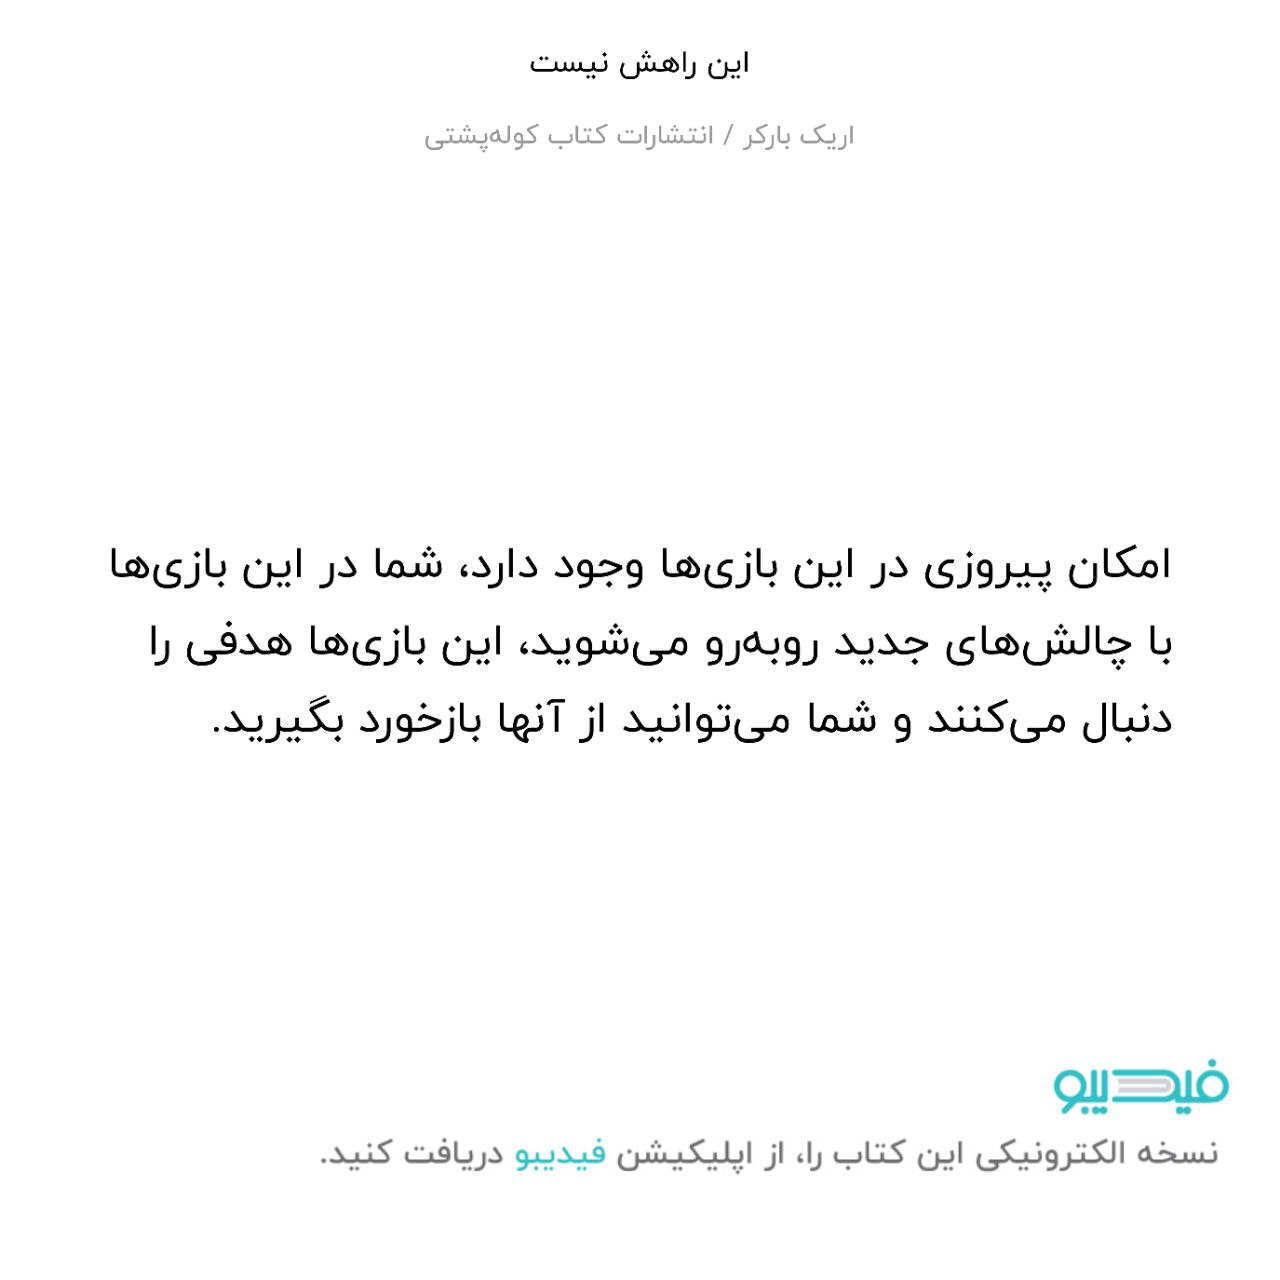 این راهش نیست
اریک بارکر / انتشارات کتاب کوله‌پشتی
امکان پیروزی در این بازی‌ها وجود دارد، شما در این بازی‌ها
با چالش‌های جدید روبه‌رو می‌شوید، این بازی‌ها هدفی را
دنبال می‌کنند و شما می‌توانید از آنها بازخورد بگیرید.
فیدیبو
نسخه الکترونیکی این کتاب را، از اپلیکیشن فیدیبو دریافت کنید.